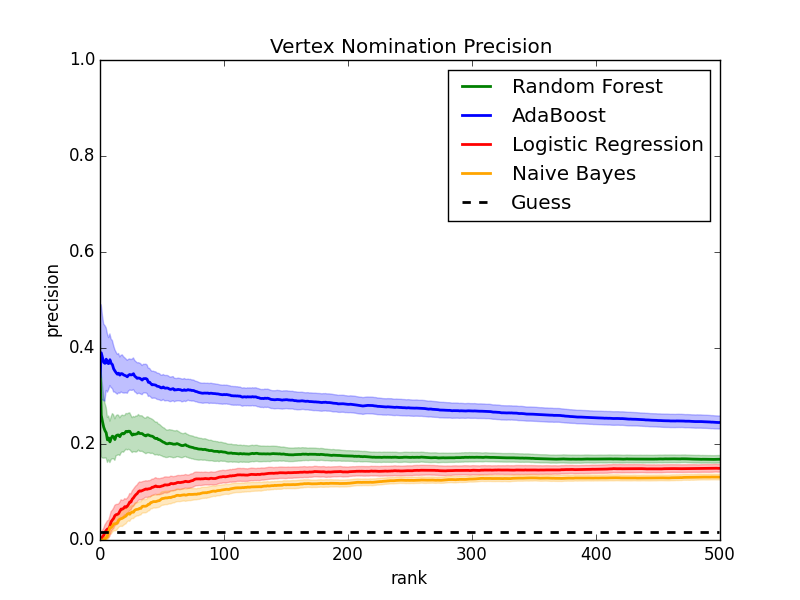 Vertex Nomination Precision
1.0
0.8
0.6
0.4
0.2
0.0
precision
Random Forest
AdaBoost
Logistic Regression
Naive Bayes
Guess
0 100 200 300 400 500
rank